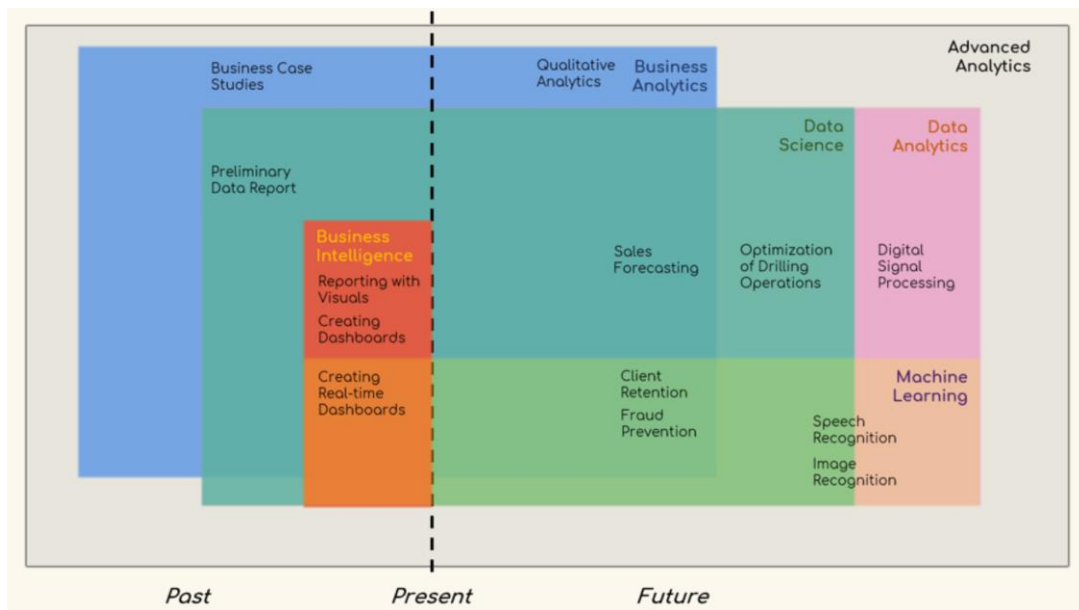 Advanced
Analytics
Business Case
Studies
Qualitative
Analytics
Business
Analytics
Data
Science
Data
Analytics
Preliminary
Data Report
Business
Intelligence
Reporting with
Visuals
Creating
Dashboards
Sales
Forecasting
Optimization
of Drilling
Operations
Digital
Signal
Processing
Creating
Real-time
Dashboards
Client
Retention
Fraud
Prevention
Machine
Learning
Speech
Recognition
Image
Recognition
Past
Present
Future